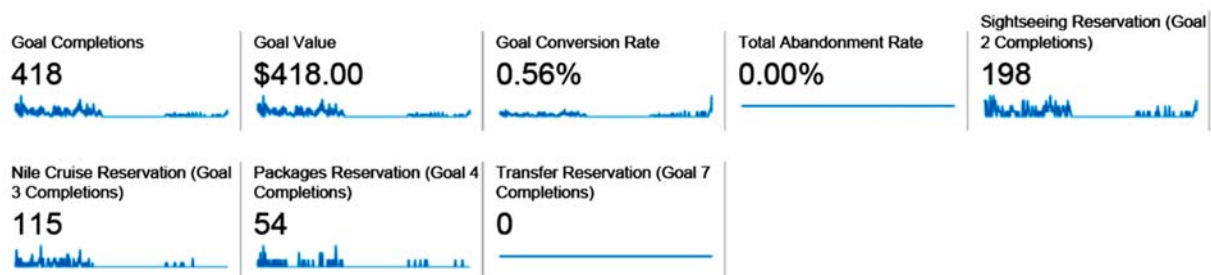 Goal Completions
418
Goal Value
$418.00
Goal Conversion Rate
0.56%
Total Abandonment Rate
0.00%
Sightseeing Reservation (Goal
2 Completions)
198
Nile Cruise Reservation (Goal
3 Completions)
115
Packages Reservation (Goal 4
Completions)
54
Transfer Reservation (Goal 7
Completions)
0